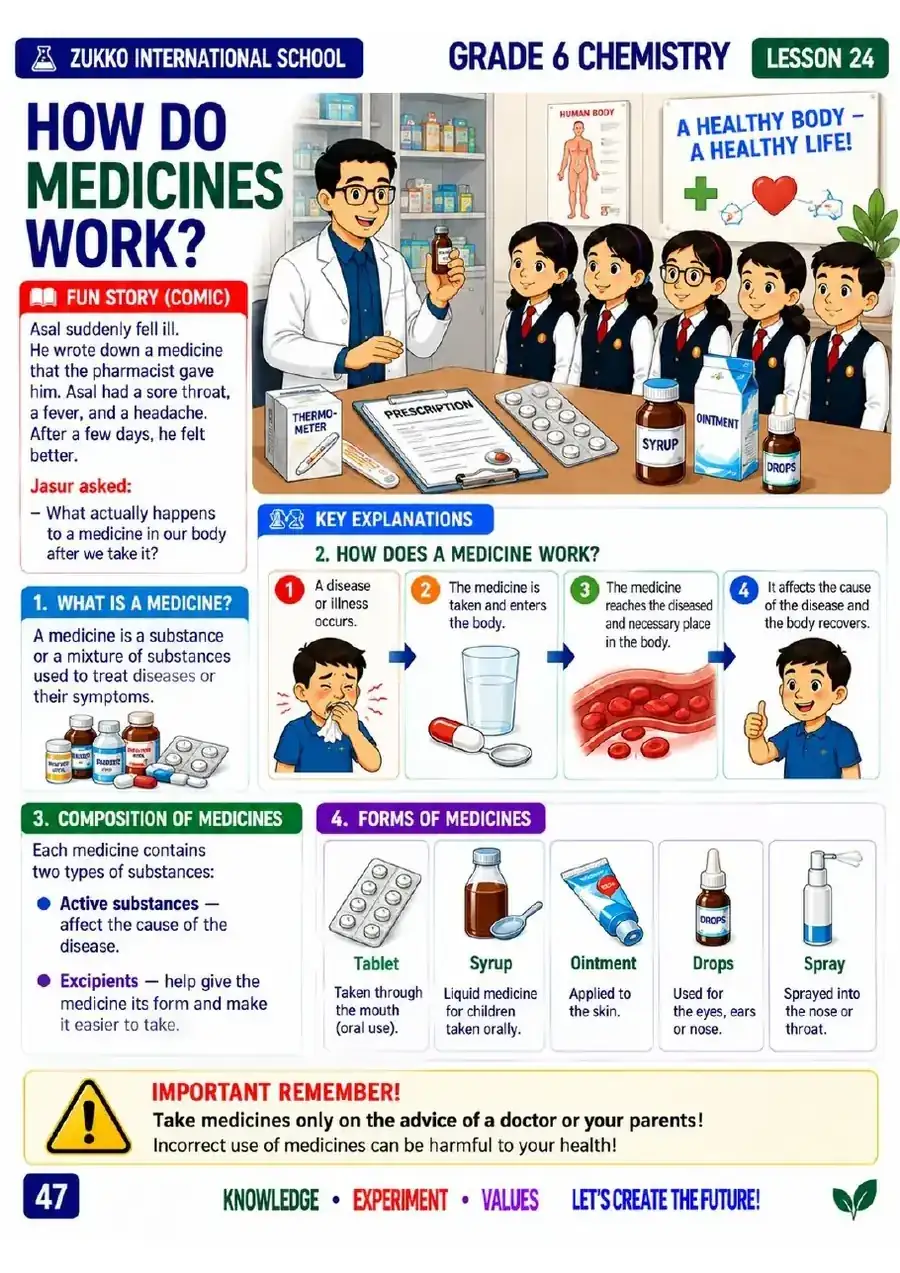 ZUKKO INTERNATIONAL SCHOOL
GRADE 6 CHEMISTRY
LESSON 24
HOW DO
MEDICINES
WORK?
HUMAN BODY
A HEALTHY BODY –
A HEALTHY LIFE!
THERMO-
METER
PRESCRIPTION
SYRUP
OINTMENT
DROPS
FUN STORY (COMIC)
Asal suddenly fell ill.
He wrote down a medicine
that the pharmacist gave
him. Asal had a sore throat,
a fever, and a headache.
After a few days, he felt
better.
Jasur asked:
– What actually happens
to a medicine in our body
after we take it?
1. WHAT IS A MEDICINE?
A medicine is a substance
or a mixture of substances
used to treat diseases or
their symptoms.
KEY EXPLANATIONS
2. HOW DOES A MEDICINE WORK?
1
A disease
or illness
occurs.
2
The medicine is
taken and enters
the body.
3
The medicine
reaches the diseased
and necessary place
in the body.
4
It affects the cause
of the disease and
the body recovers.
3. COMPOSITION OF MEDICINES
Each medicine contains
two types of substances:
● Active substances —
affect the cause of the
disease.
● Excipients — help give the
medicine its form and make
it easier to take.
4. FORMS OF MEDICINES
Tablet
Taken through
the mouth
(oral use).
Syrup
Liquid medicine
for children
taken orally.
Ointment
Applied to
the skin.
DROPS
Drops
Used for
the eyes, ears
or nose.
Spray
Sprayed into
the nose or
throat.
IMPORTANT REMEMBER!
Take medicines only on the advice of a doctor or your parents!
Incorrect use of medicines can be harmful to your health!
47
KNOWLEDGE • EXPERIMENT • VALUES LET'S CREATE THE FUTURE!